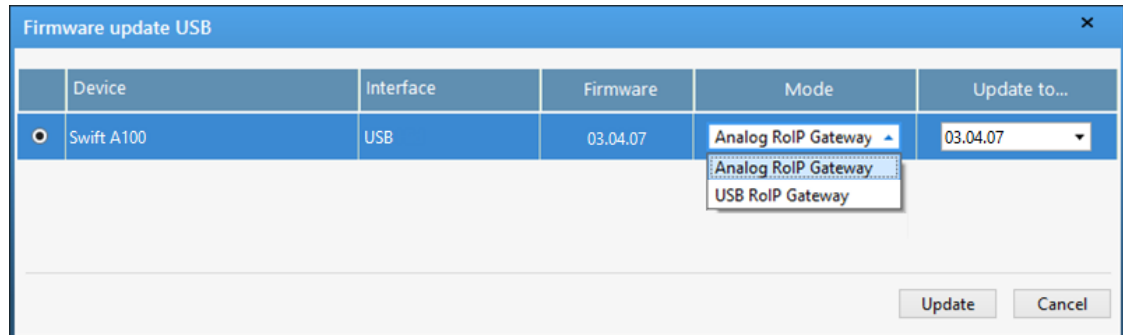 Firmware update USB
Device Interface Firmware Mode Update to...
Swift A100 USB 03.04.07 Analog RoIP Gateway 03.04.07
Analog RoIP Gateway
USB RoIP Gateway
Update Cancel